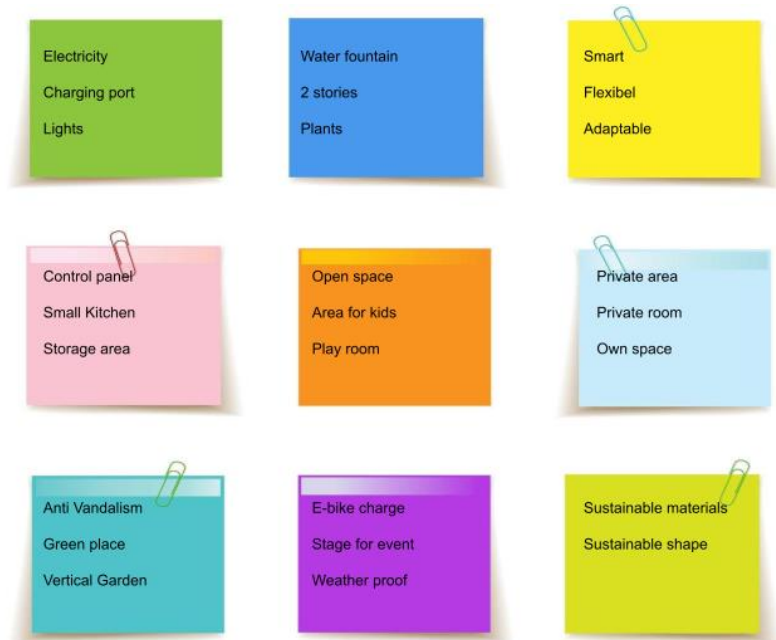 Electricity
Charging port
Lights
Water fountain
2 stories
Plants
Smart
Flexibel
Adaptable
Control panel
Small Kitchen
Storage area
Open space
Area for kids
Play room
Private area
Private room
Own space
Anti Vandalism
Green place
Vertical Garden
E-bike charge
Stage for event
Weather proof
Sustainable materials
Sustainable shape